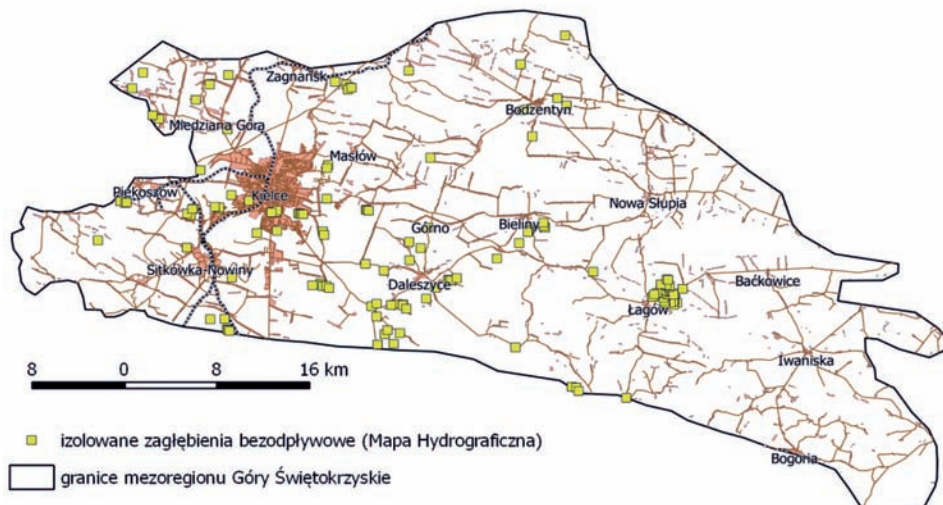 Zagnańsk
Bodzentyn
Miedziana Góra
Masłów
Piekoszów
Kielce
Nowa Słupia
Górno
Bieliny
Sitkówka-Nowiny
Daleszyce
Baćkowice
Łagów
Iwaniska
8 0 8 16 km
izolowane zagłębienia bezodpływowe (Mapa Hydrograficzna)
Bogoria
granice mezoregionu Góry Świętokrzyskie